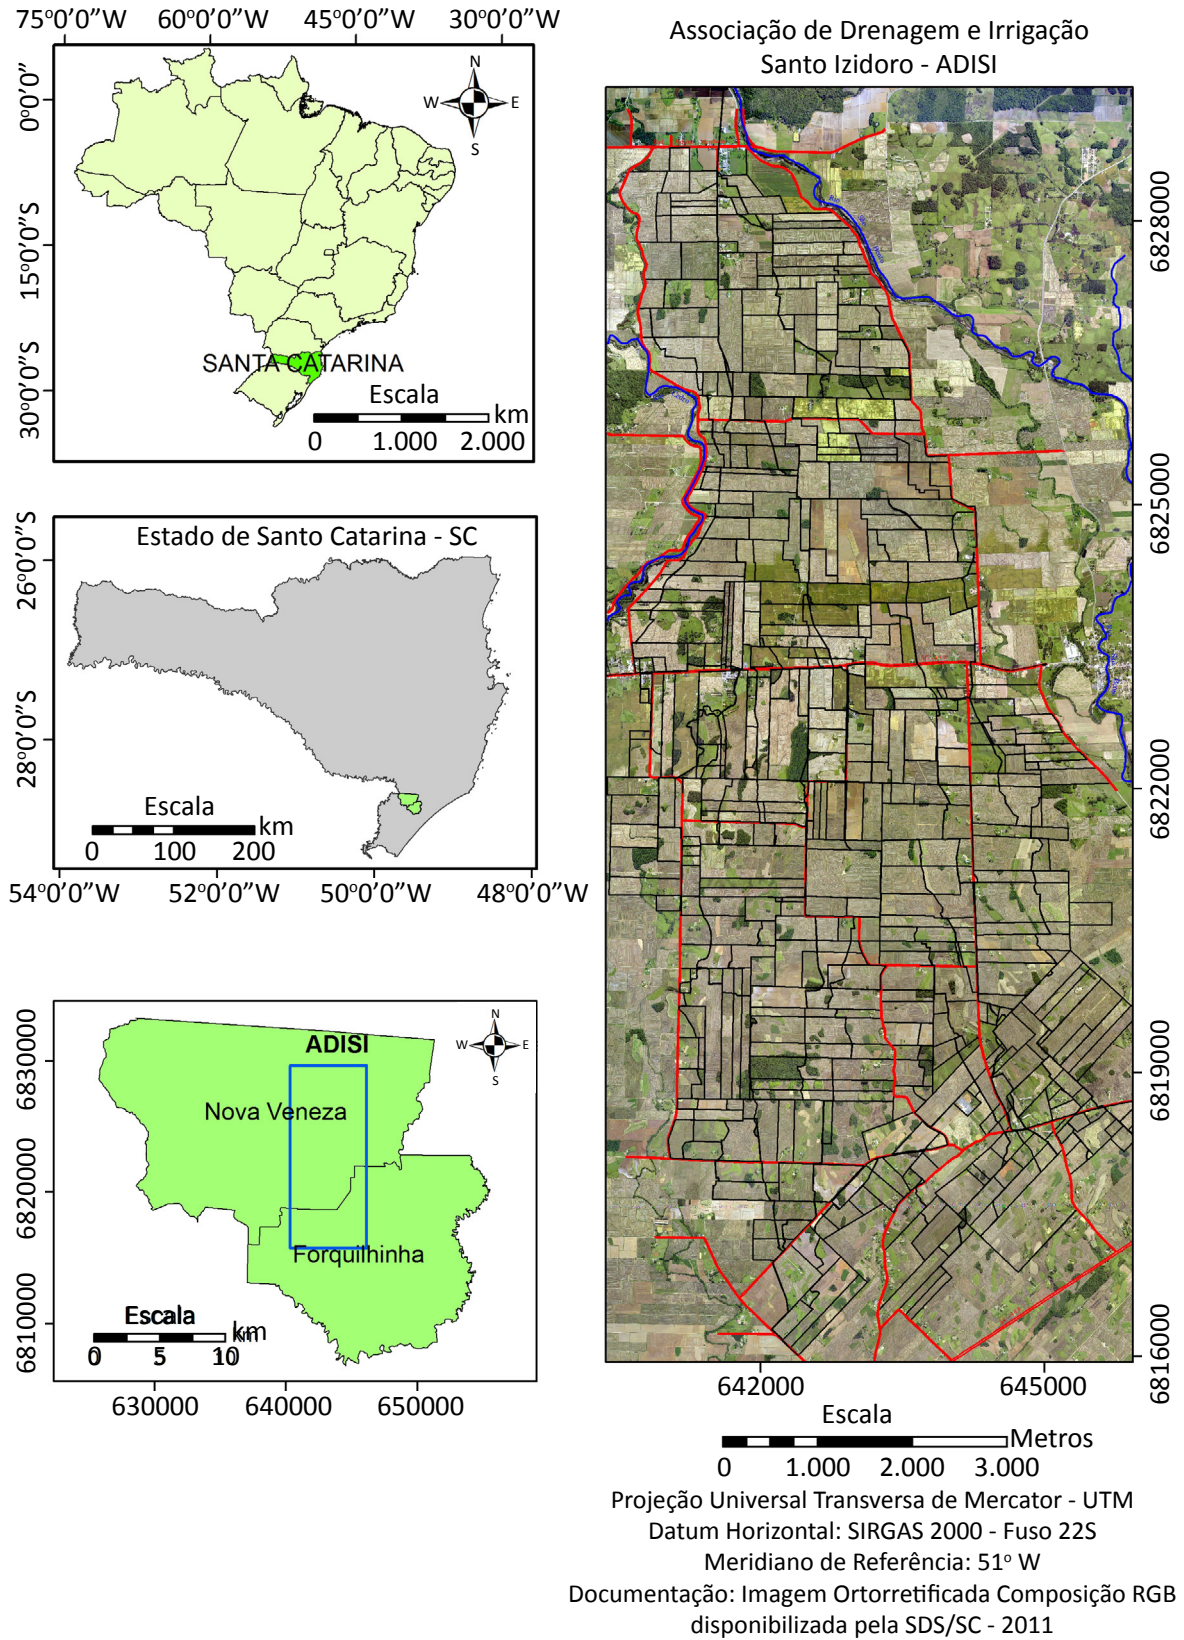 75°0'0"W 60°0'0"W 45°0'0"W 30°0'0"W
0°0'0"
15°0'0"S
30°0'0"S
N
W E
S
SANTA CATARINA
Escala
km
0 1.000 2.000
Estado de Santo Catarina - SC
26°0'0"S
28°0'0"S
Escala
km
0 100 200
54°0'0"W 52°0'0"W 50°0'0"W 48°0'0"W
6830000
6820000
6810000
N
W E
S
ADISI
Nova Veneza
Forquilhinha
Escala
km
km
0 5 10
630000 640000 650000
Associação de Drenagem e Irrigação
Santo Izidoro - ADISI
6828000
6825000
6822000
6819000
6816000
642000 645000
Escala
Metros
0 1.000 2.000 3.000
Projeção Universal Transversa de Mercator - UTM
Datum Horizontal: SIRGAS 2000 - Fuso 22S
Meridiano de Referência: 51° W
Documentação: Imagem Ortorretificada Composição RGB
disponibilizada pela SDS/SC - 2011